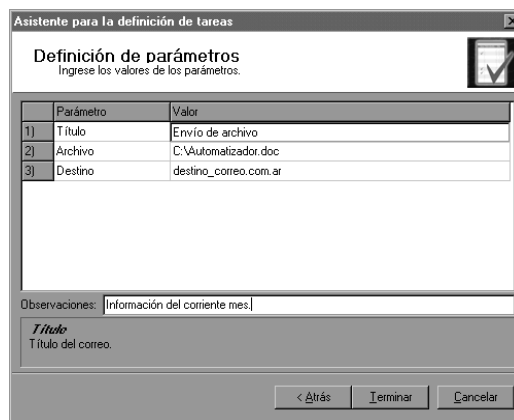 Asistente para la definición de tareas
Definición de parámetros
Ingrese los valores de los parámetros.
Parámetro Valor
1) Título Envío de archivo
2) Archivo C:\Automatizador.doc
3) Destino destino_correo.com.ar
Observaciones: Información del corriente mes.
Título
Título del correo.
< Atrás Terminar Cancelar